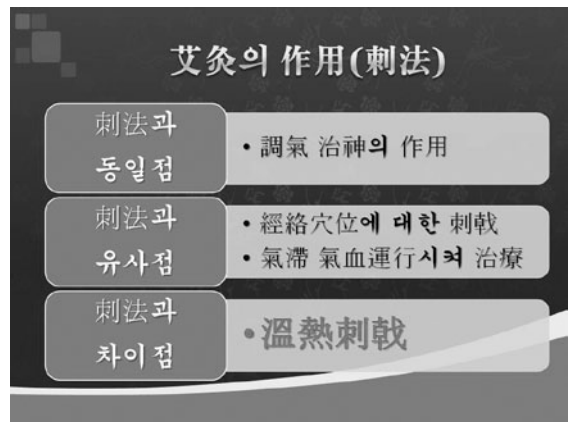 艾灸의 作用(刺法)
刺法과
동일점
• 調氣 治神의 作用
刺法과
유사점
• 經絡穴位에 대한 刺戟
• 氣滯 氣血運行시켜 治療
刺法과
차이점
•溫熱刺戟